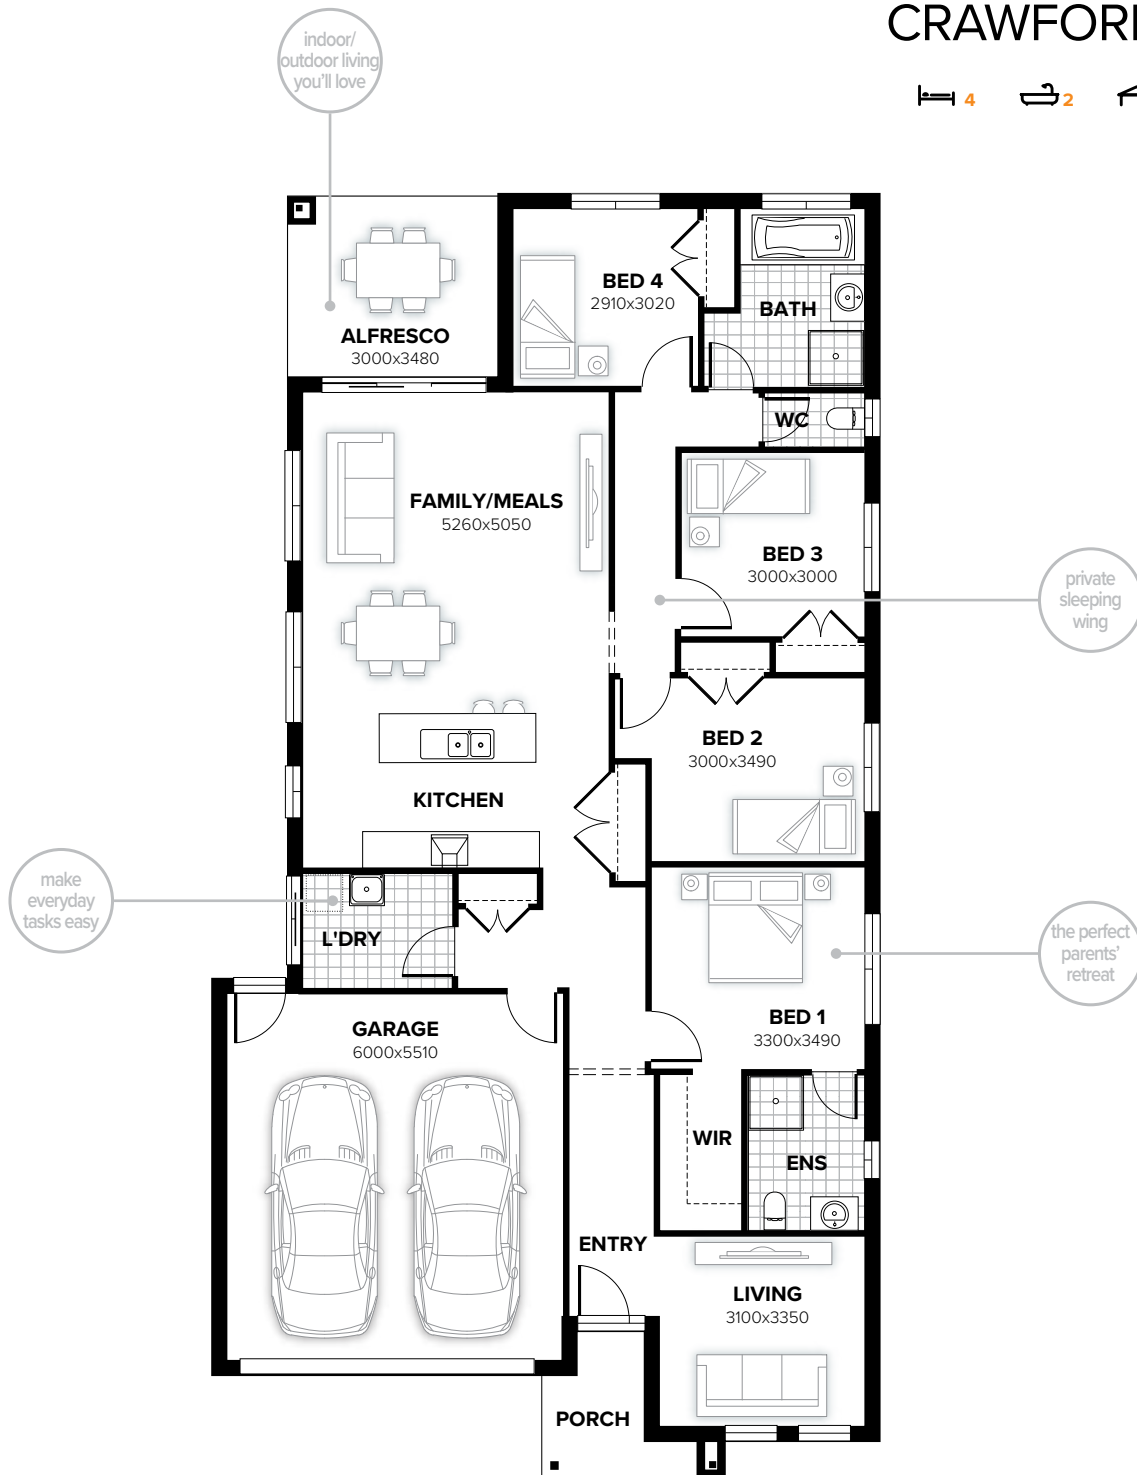 CRAWFOR
4
2
indoor/
outdoor living
you'll love
BED 4
2910x3020
BATH
ALFRESCO
3000x3480
WC
FAMILY/MEALS
5260x5050
BED 3
3000x3000
private
sleeping
wing
BED 2
3000x3490
KITCHEN
make
everyday
tasks easy
L'DRY
the perfect
parents'
retreat
BED 1
3300x3490
GARAGE
6000x5510
WIR
ENS
ENTRY
LIVING
3100x3350
PORCH